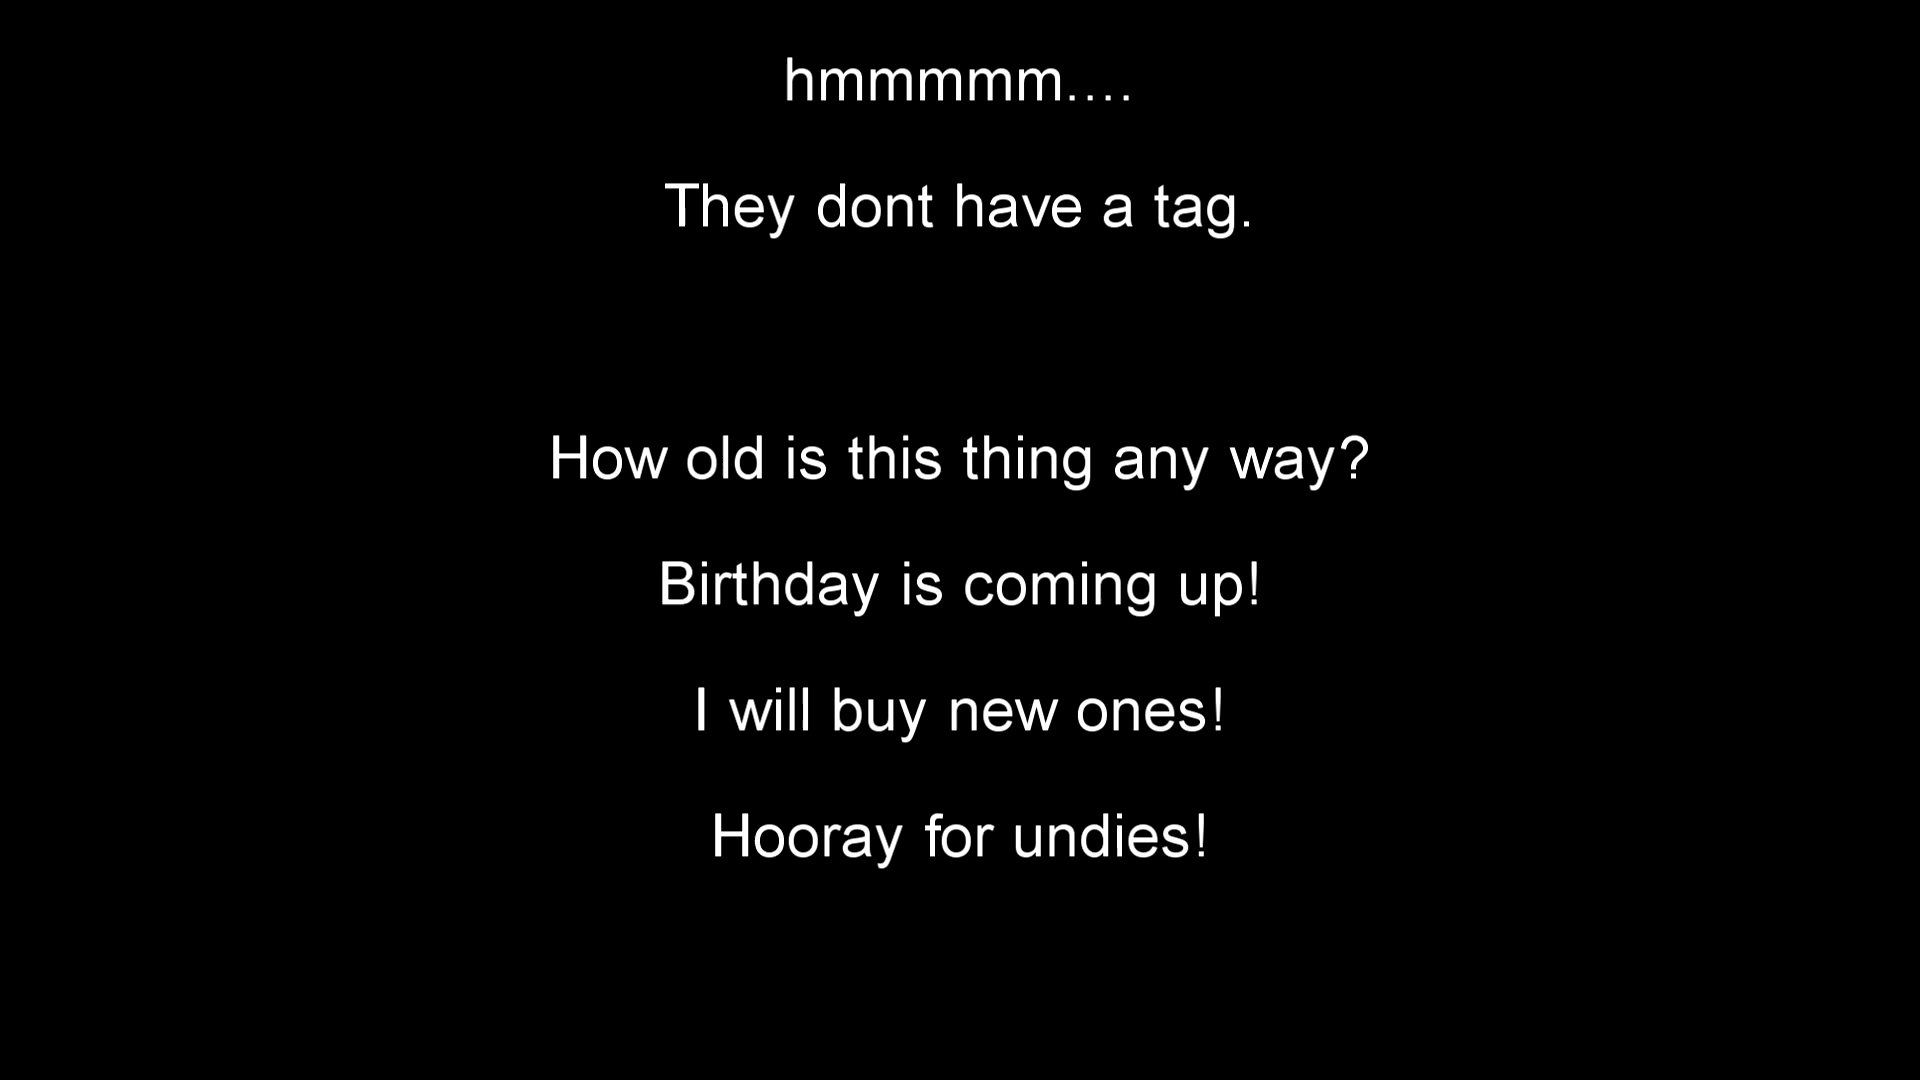 hmmmmm....
They dont have a tag.
How old is this thing any way?
Birthday is coming up!
I will buy new ones!
Hooray for undies!